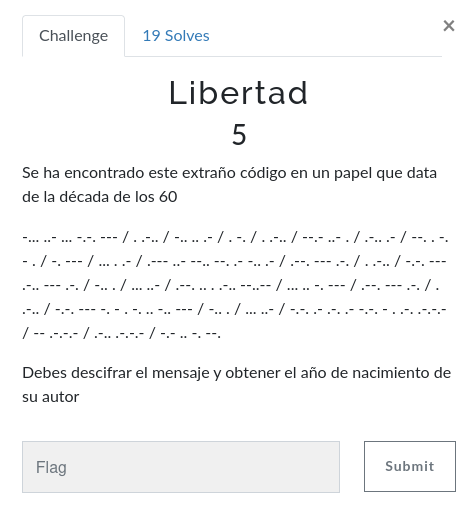 Challenge
19 Solves
×
Libertad
5
Se ha encontrado este extraño código en un papel que data
de la década de los 60
-... ..- ... -.-. --- / . .-.. / -.. .. .- / . -. / . .-.. / --.- ..- . / .-.. .- / --. . -.
- . / -. --- / ... . .- / .--- ..- --.. --. .- -.. .- / .--. --- .-. / . .-.. / -.-. ---
.-.. --- .-. / -.. . / ... ..- / .--. .. . .-.. --..-- / ... .. -. --- / .--. --- .-. / .
.-.. / -.-. --- -. - . -. .. -.. --- / -.. . / ... ..- / -.-. .- .-. .- -.-. - . .-. .-.-.-
/ -- .-.-.- / .-.. .-.-.- / -.- .. -. --.
Debes descifrar el mensaje y obtener el año de nacimiento de
su autor
Flag
Submit